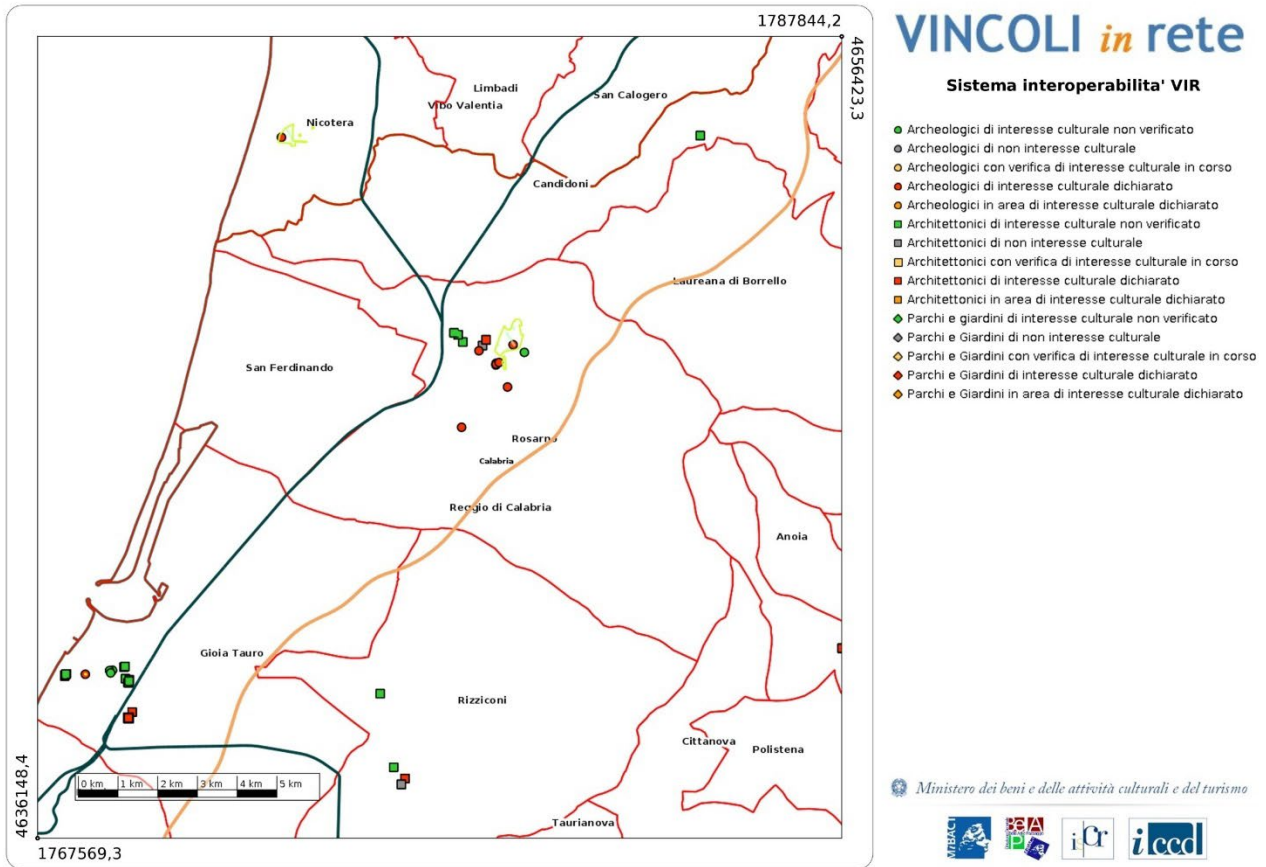 1787844,2
4656423,3
Limbadi
Vibo Valentia
San Calogero
Nicotera
Candidoni
Laureana di Borrello
San Ferdinando
Rosarno
Calabria
Reggio di Calabria
Anoia
Gioia Tauro
Rizziconi
Cittanova
Polistena
Taurianova
0 km 1 km 2 km 3 km 4 km 5 km
4636148,4
1767569,3
VINCOLI in rete
Sistema interoperabilita' VIR
Archeologici di interesse culturale non verificato
Archeologici di non interesse culturale
Archeologici con verifica di interesse culturale in corso
Archeologici di interesse culturale dichiarato
Archeologici in area di interesse culturale dichiarato
Architettonici di interesse culturale non verificato
Architettonici di non interesse culturale
Architettonici con verifica di interesse culturale in corso
Architettonici di interesse culturale dichiarato
Architettonici in area di interesse culturale dichiarato
Parchi e giardini di interesse culturale non verificato
Parchi e Giardini di non interesse culturale
Parchi e Giardini con verifica di interesse culturale in corso
Parchi e Giardini di interesse culturale dichiarato
Parchi e Giardini in area di interesse culturale dichiarato
Ministero dei beni e delle attività culturali e del turismo
MiBACT
iscr
iccd